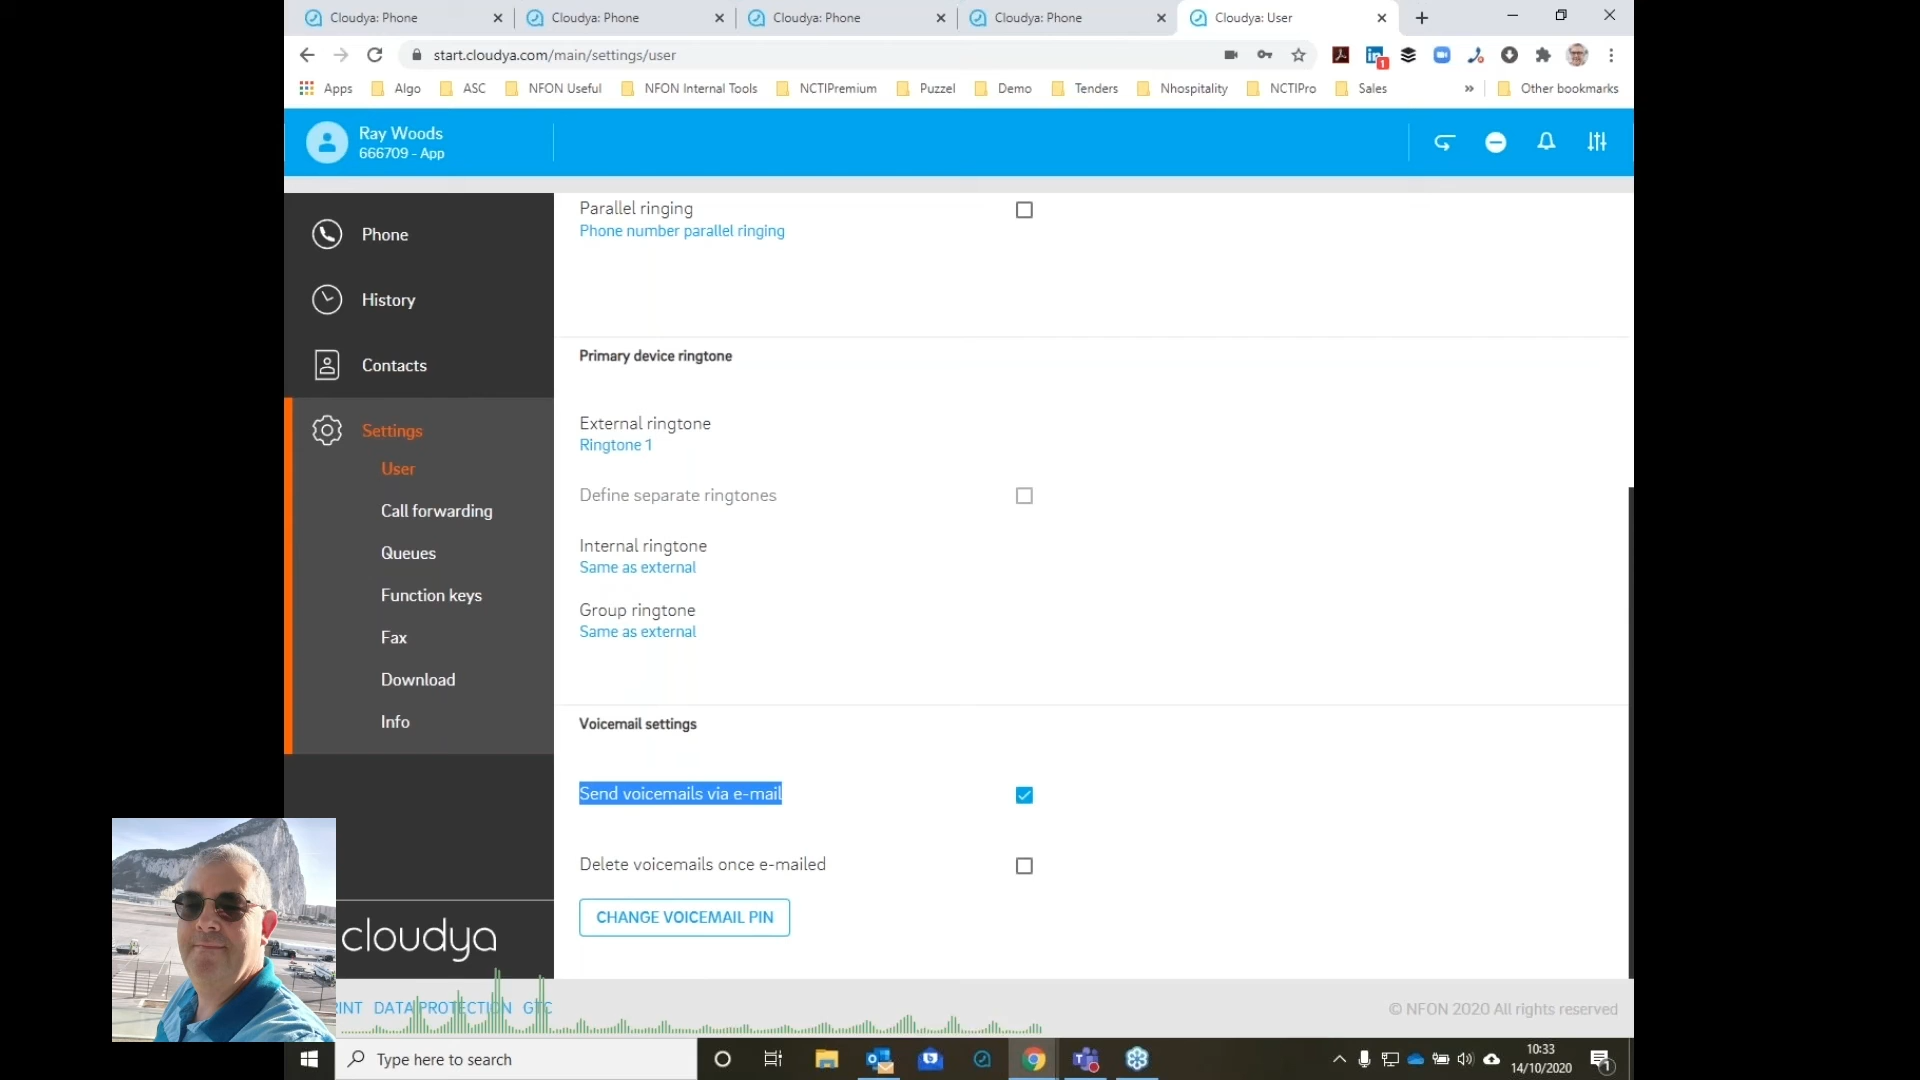 Cloudya: Phone
Cloudya: Phone
Cloudya: Phone
Cloudya: Phone
Cloudya: User
start.cloudya.com/main/settings/user
Apps
Algo
ASC
NFON Useful
NFON Internal Tools
NCTIPremium
Puzzel
Demo
Tenders
Nhospitality
NCTIPro
Sales
»
Other bookmarks
Ray Woods
666709 - App
Phone
History
Contacts
Settings
User
Call forwarding
Queues
Function keys
Fax
Download
Info
cloudya
Parallel ringing
Phone number parallel ringing
Primary device ringtone
External ringtone
Ringtone 1
Define separate ringtones
Internal ringtone
Same as external
Group ringtone
Same as external
Voicemail settings
Send voicemails via e-mail
Delete voicemails once e-mailed
CHANGE VOICEMAIL PIN
RINT DATA PROTECTION GTC
© NFON 2020 All rights reserved
Type here to search
10:33
14/10/2020